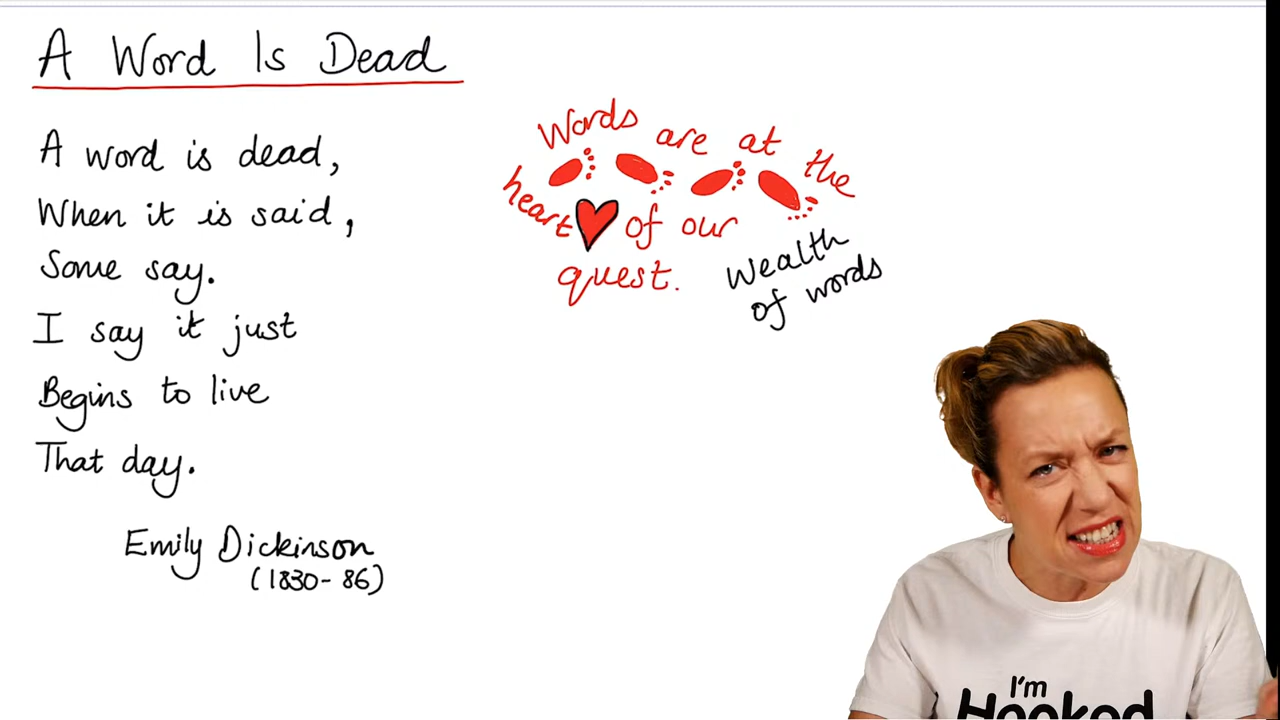 A Word Is Dead
A word is dead,
When it is said,
Some say.
I say it just
Begins to live
That day.
Emily Dickinson
(1830-86)
Words are at the
heart of our
quest.
Wealth
of words
I'm
Hooked